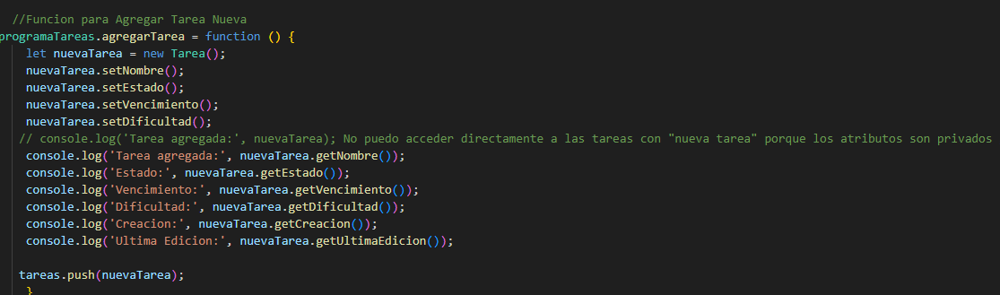 //Funcion para Agregar Tarea Nueva
programaTareas.agregarTarea = function () {
let nuevaTarea = new Tarea();
nuevaTarea.setNombre();
nuevaTarea.setEstado();
nuevaTarea.setVencimiento();
nuevaTarea.setDificultad();
// console.log('Tarea agregada:', nuevaTarea); No puedo acceder directamente a las tareas con "nueva tarea" porque los atributos son privados
console.log('Tarea agregada:', nuevaTarea.getNombre());
console.log('Estado:', nuevaTarea.getEstado());
console.log('Vencimiento:', nuevaTarea.getVencimiento());
console.log('Dificultad:', nuevaTarea.getDificultad());
console.log('Creacion:', nuevaTarea.getCreacion());
console.log('Ultima Edicion:', nuevaTarea.getUltimaEdicion());
tareas.push(nuevaTarea);
}